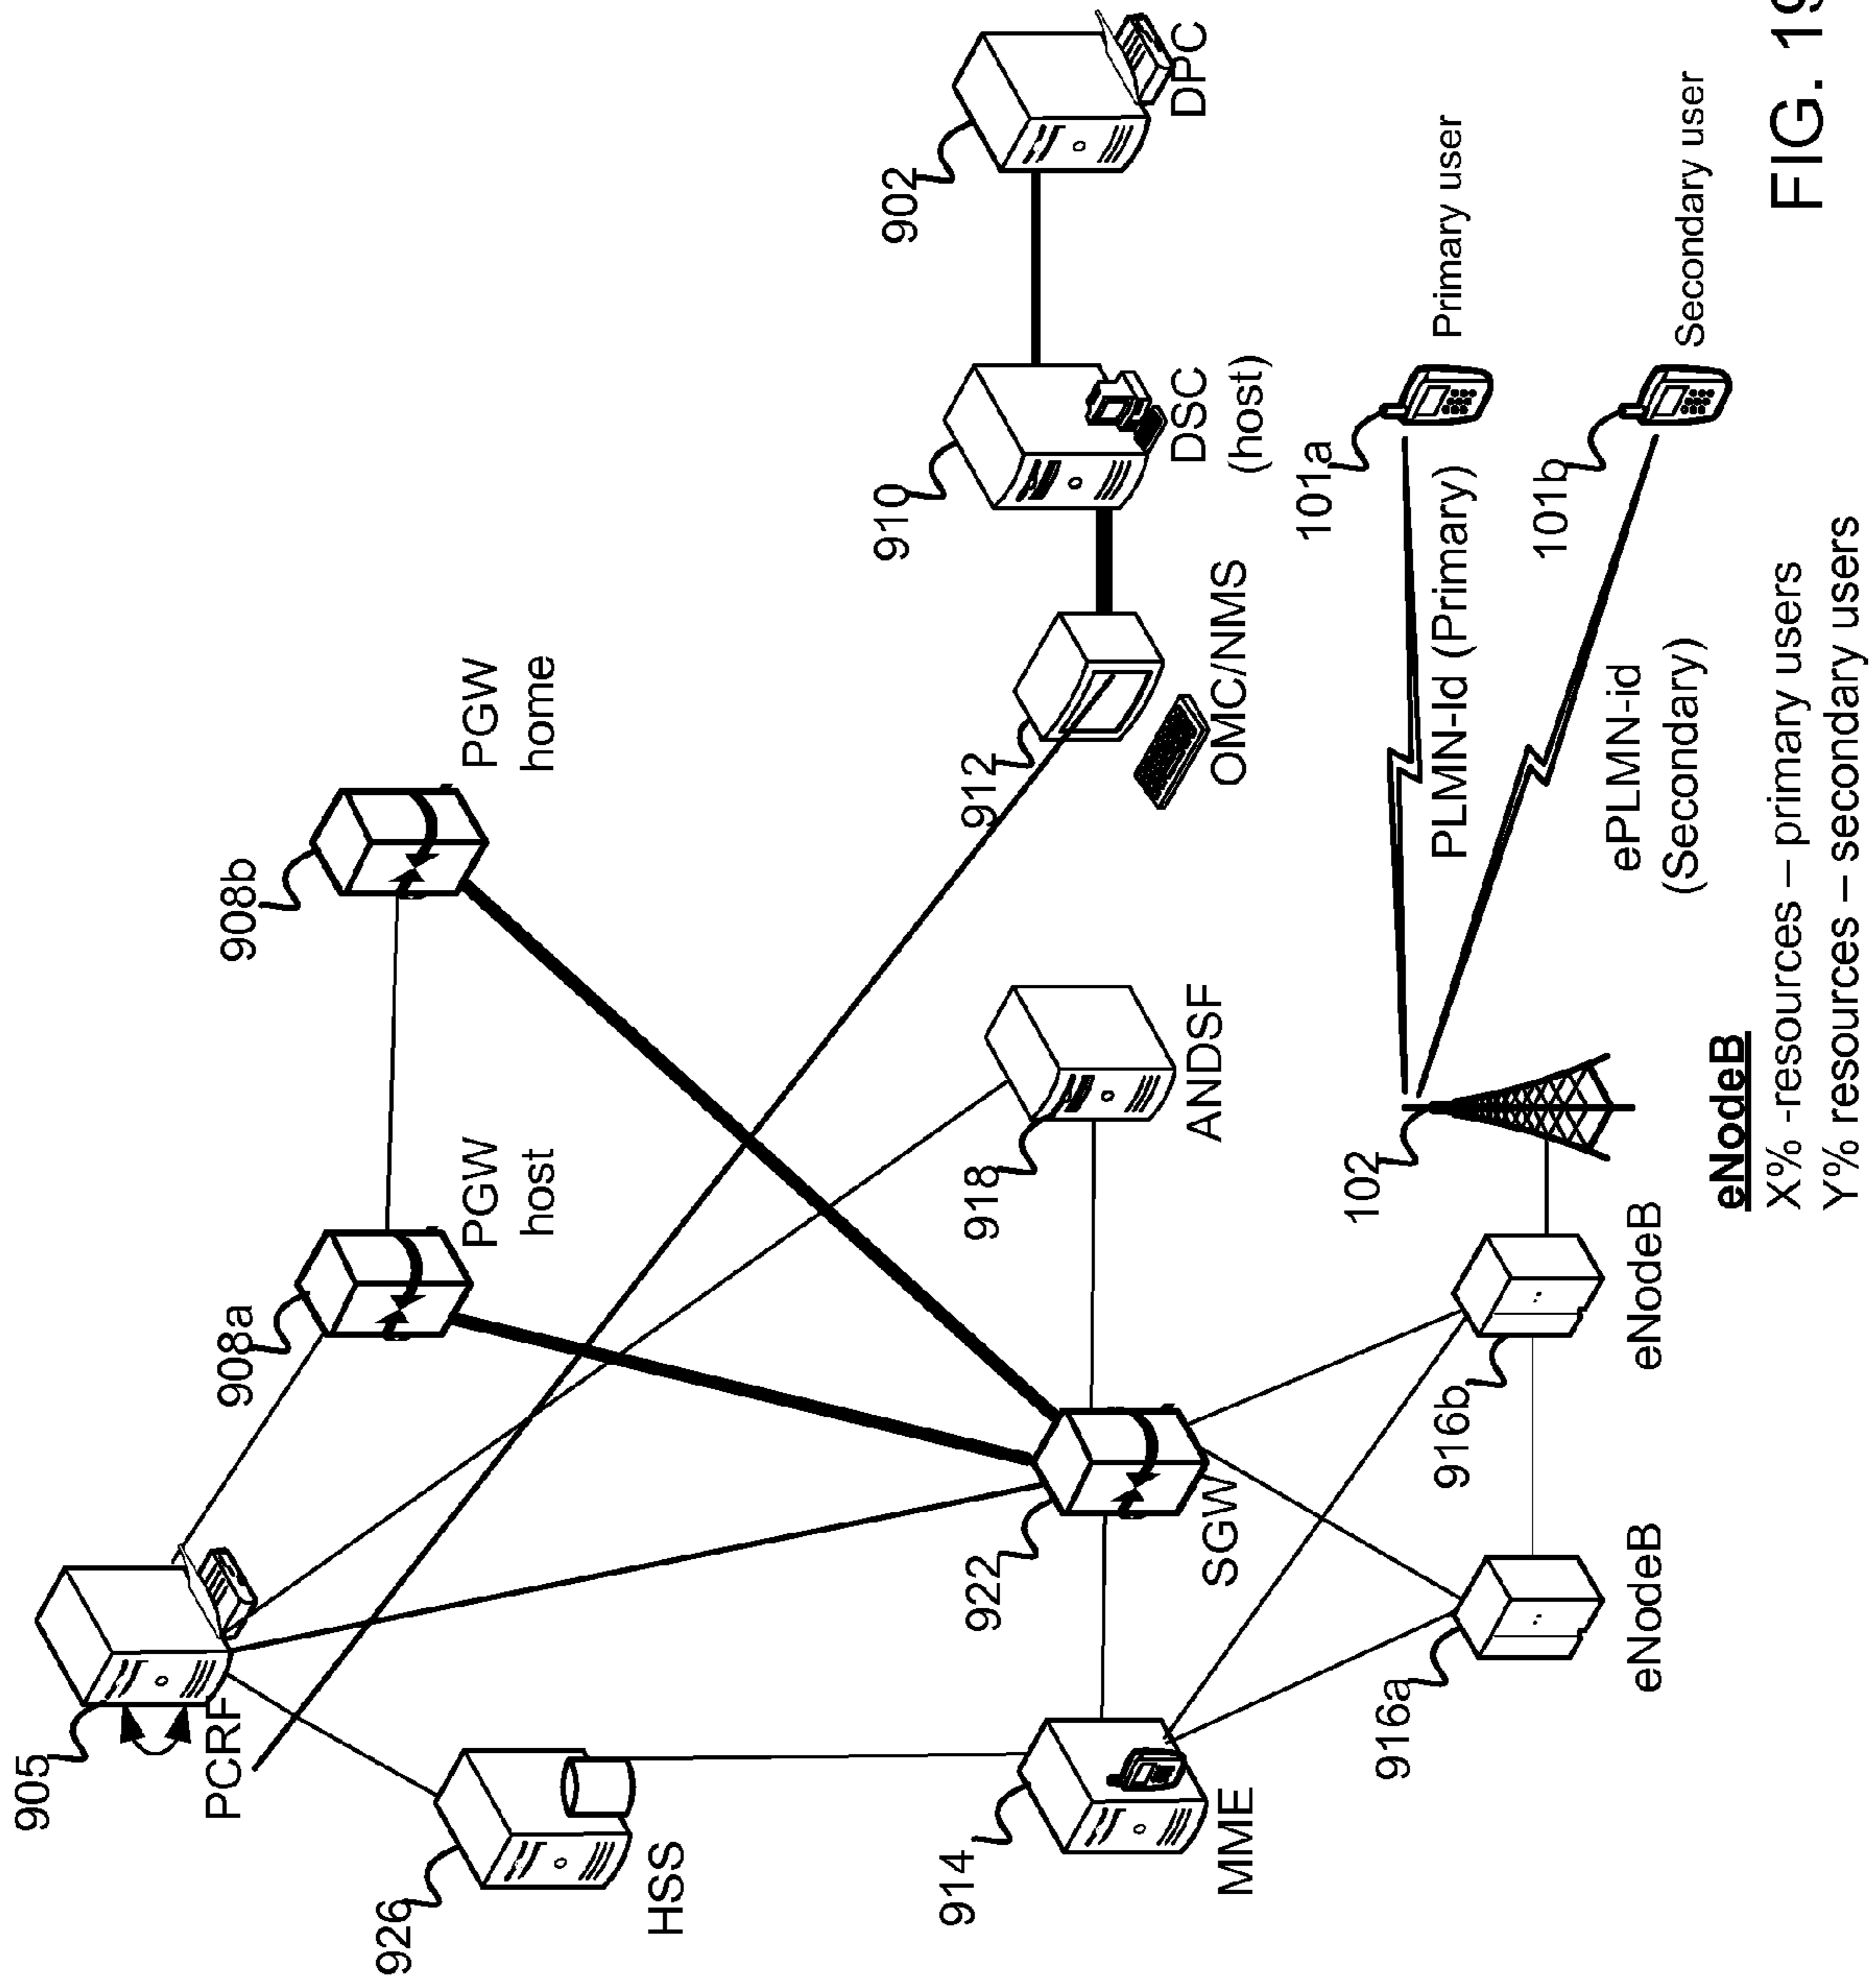 905
PCRF
908a
908b
926
PGW
host
PGW
home
HSS
910
902
914
922
918
912
MME
SGW
ANDSF
OMC/NMS
DSC
(host)
DPC
101a
102
916a
916b
PLMN-Id (Primary)
Primary user
101b
eNodeB
eNodeB
ePLMN-id
(Secondary)
Secondary user
eNodeB
X% -resources – primary users
Y% resources – secondary users
FIG. 19